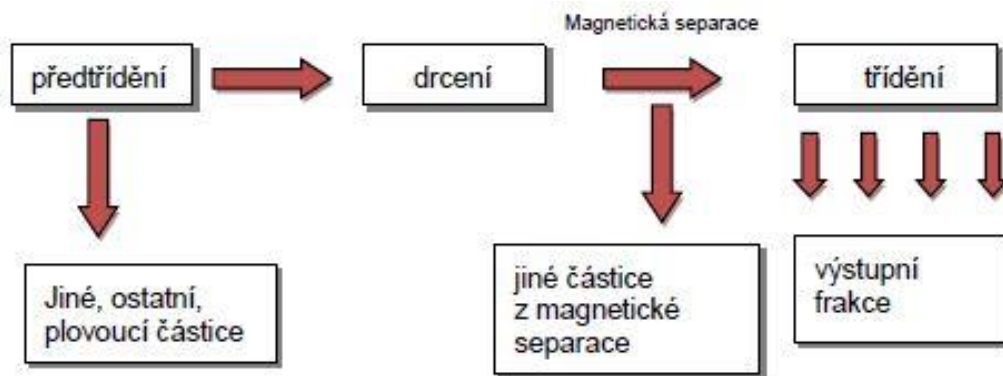 Magnetická separace
předtřídění
drcení
třídění
Jiné, ostatní,
plovoucí částice
jiné částice
z magnetické
separace
výstupní
frakce